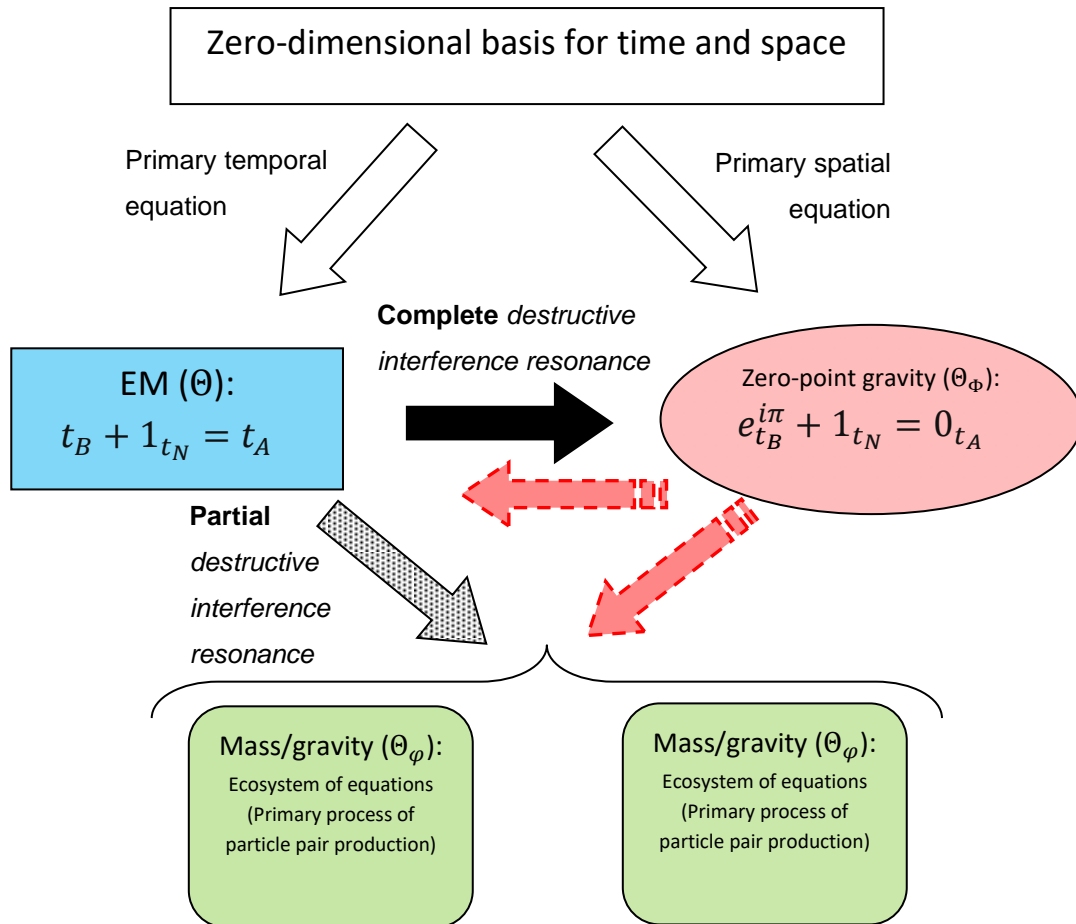 Zero-dimensional basis for time and space
Primary temporal
equation
Primary spatial
equation
Complete destructive
interference resonance
EM (Θ):
t_B + 1_{t_N} = t_A
Zero-point gravity (Θ_Φ):
e^{iπ}_{t_B} + 1_{t_N} = 0_{t_A}
Partial
destructive
interference
resonance
Mass/gravity (Θ_φ):
Ecosystem of equations
(Primary process of
particle pair production)
Mass/gravity (Θ_φ):
Ecosystem of equations
(Primary process of
particle pair production)